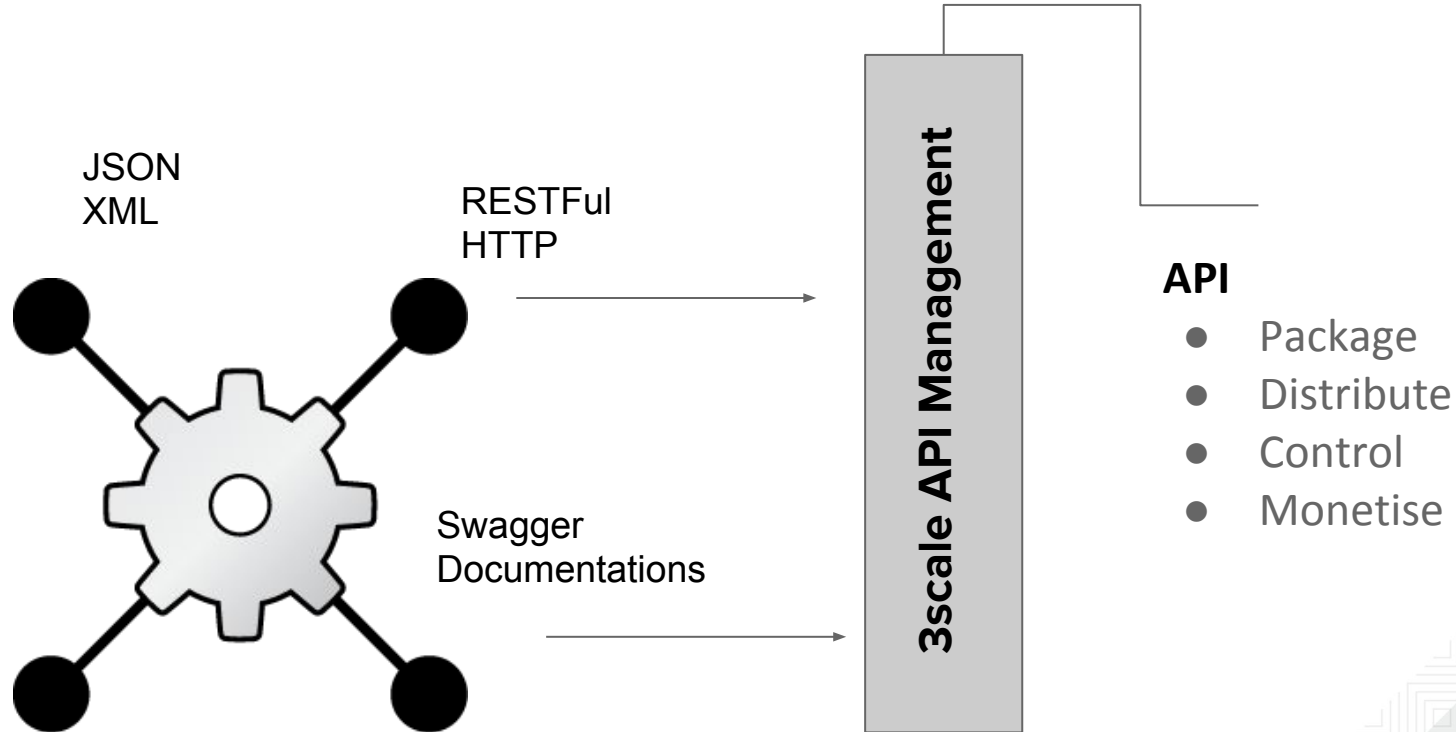 JSON
XML
RESTFul
HTTP
Swagger
Documentations
3scale API Management
API
● Package
● Distribute
● Control
● Monetise